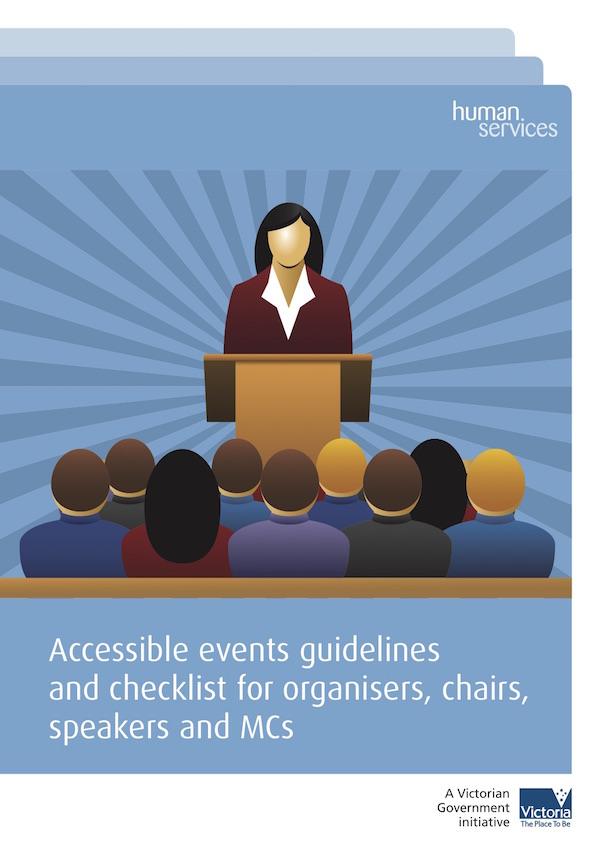 human.
services
Accessible events guidelines
and checklist for organisers, chairs,
speakers and MCs
A Victorian
Government
initiative
Victoria
The Place To Be